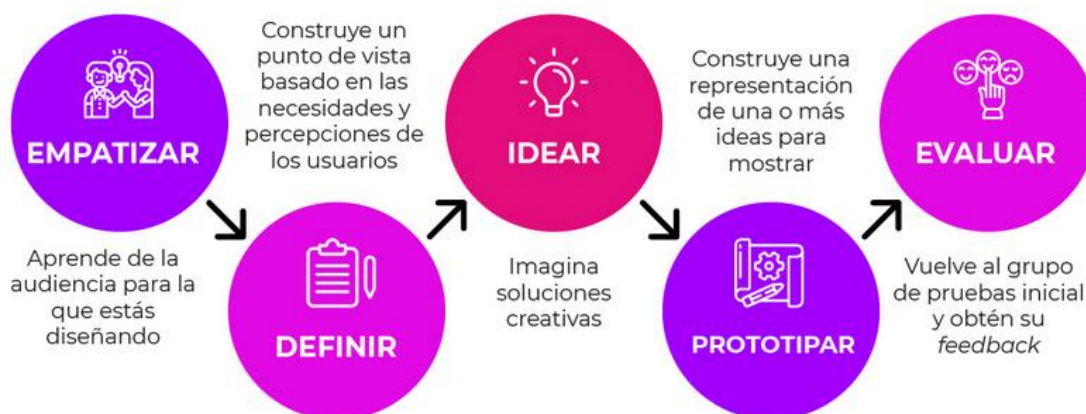 EMPATIZAR
Aprende de la
audiencia para la
que estás
diseñando
Construye un
punto de vista
basado en las
necesidades y
percepciones de
los usuarios
DEFINIR
IDEAR
Imagina
soluciones
creativas
Construye una
representación
de una o más
ideas para
mostrar
PROTOTIPAR
EVALUAR
Vuelve al grupo
de pruebas inicial
y obtén su
feedback